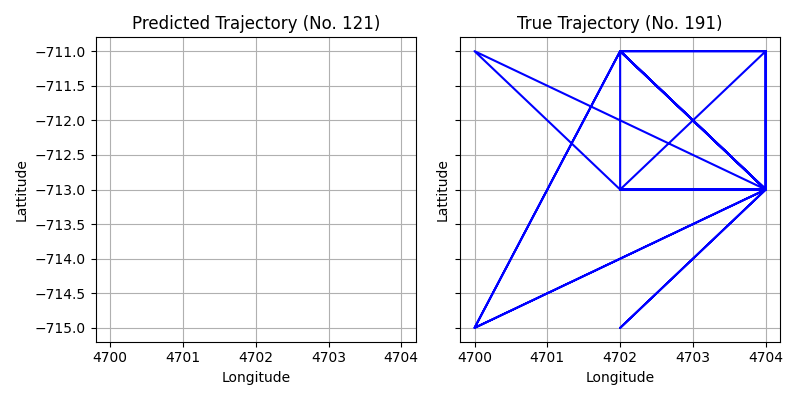 Predicted Trajectory (No. 121)
True Trajectory (No. 191)
−711.0
−711.5
−712.0
−712.5
−713.0
−713.5
−714.0
−714.5
−715.0
Lattitude
Lattitude
4700 4701 4702 4703 4704
4700 4701 4702 4703 4704
Longitude
Longitude